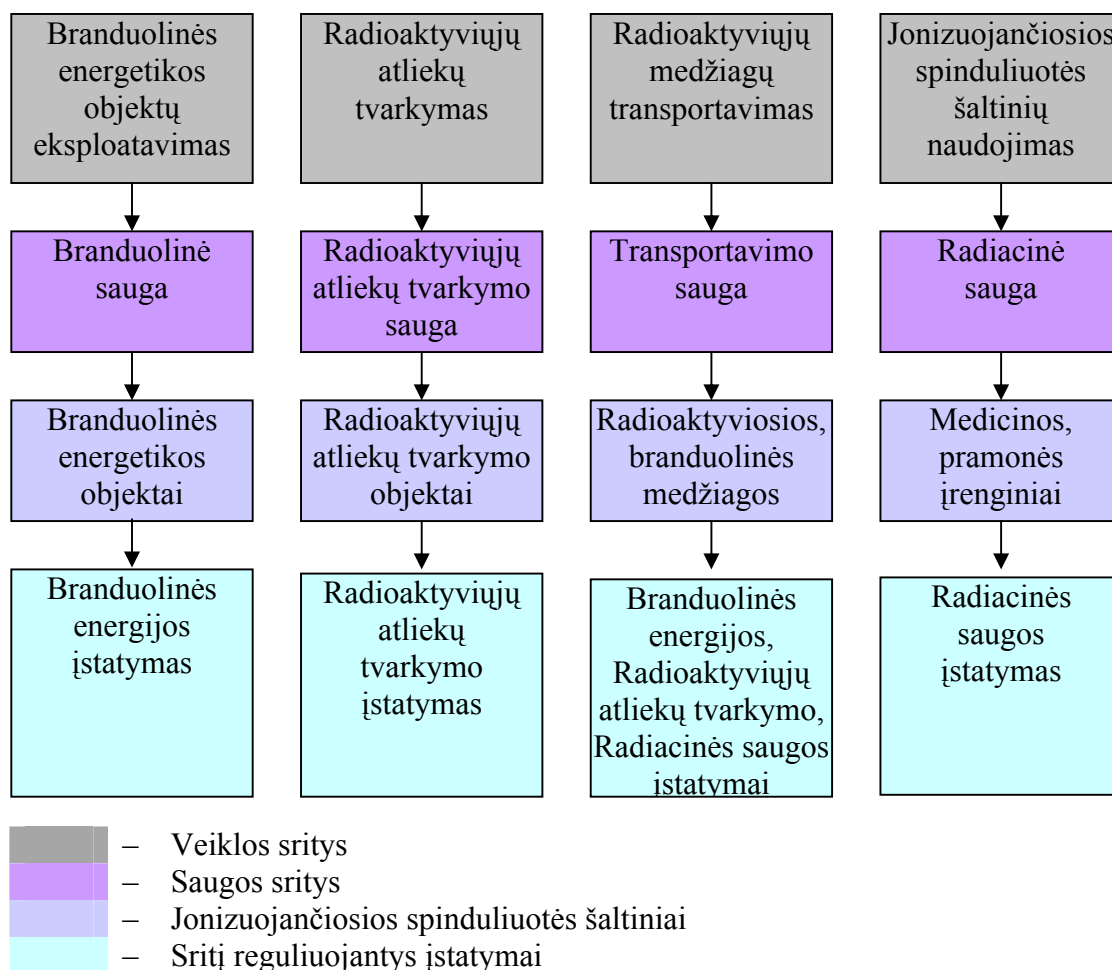 Branduolinės
energetikos
objektų
eksploatavimas
Radioaktyviųjų
atliekų
tvarkymas
Radioaktyviųjų
medžiagų
transportavimas
Jonizuojančiosios
spinduliuotės
šaltinių
naudojimas
Branduolinė
sauga
Radioaktyviųjų
atliekų tvarkymo
sauga
Transportavimo
sauga
Radiacinė
sauga
Branduolinės
energetikos
objektai
Radioaktyviųjų
atliekų tvarkymo
objektai
Radioaktyviosios,
branduolinės
medžiagos
Medicinos,
pramonės
įrenginiai
Branduolinės
energijos
įstatymas
Radioaktyviųjų
atliekų
tvarkymo
įstatymas
Branduolinės
energijos,
Radioaktyviųjų
atliekų tvarkymo,
Radiacinės saugos
įstatymai
Radiacinės
saugos
įstatymas
– Veiklos sritys
– Saugos sritys
– Jonizuojančiosios spinduliuotės šaltiniai
– Sritį reguliuojantys įstatymai